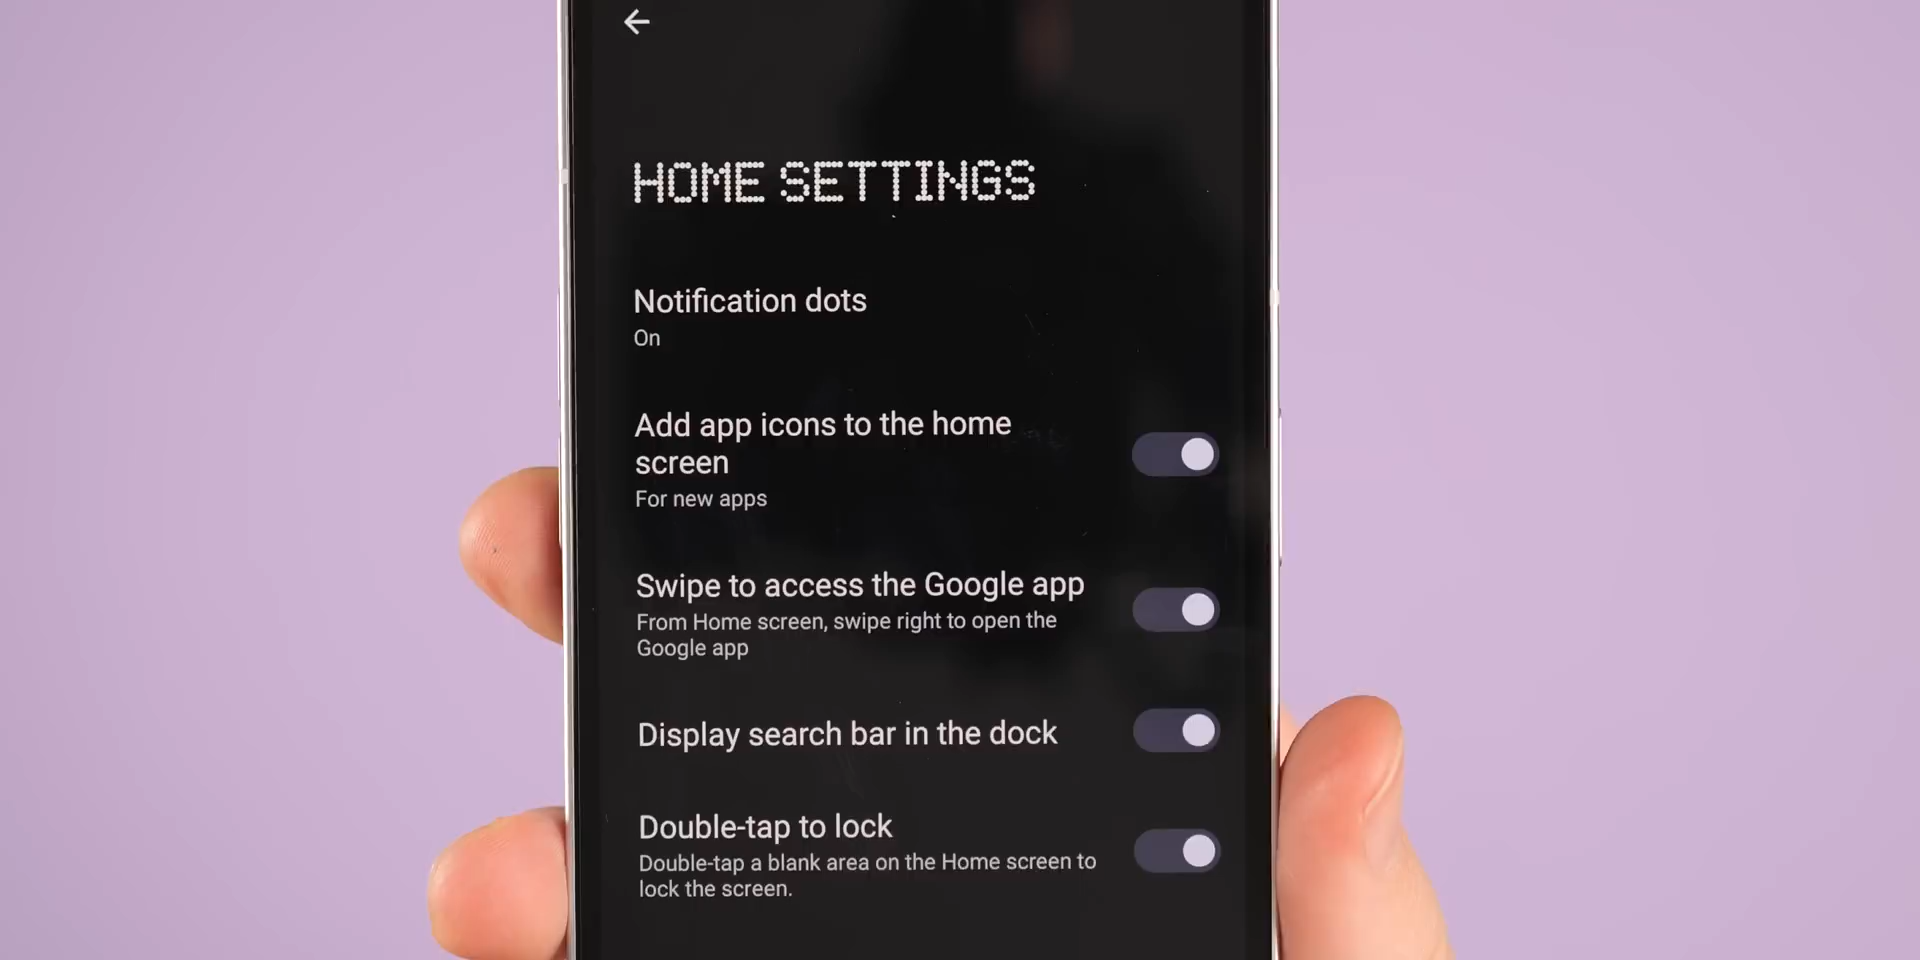 HOME SETTINGS
Notification dots
On
Add app icons to the home
screen
For new apps
Swipe to access the Google app
From Home screen, swipe right to open the
Google app
Display search bar in the dock
Double-tap to lock
Double-tap a blank area on the Home screen to
lock the screen.